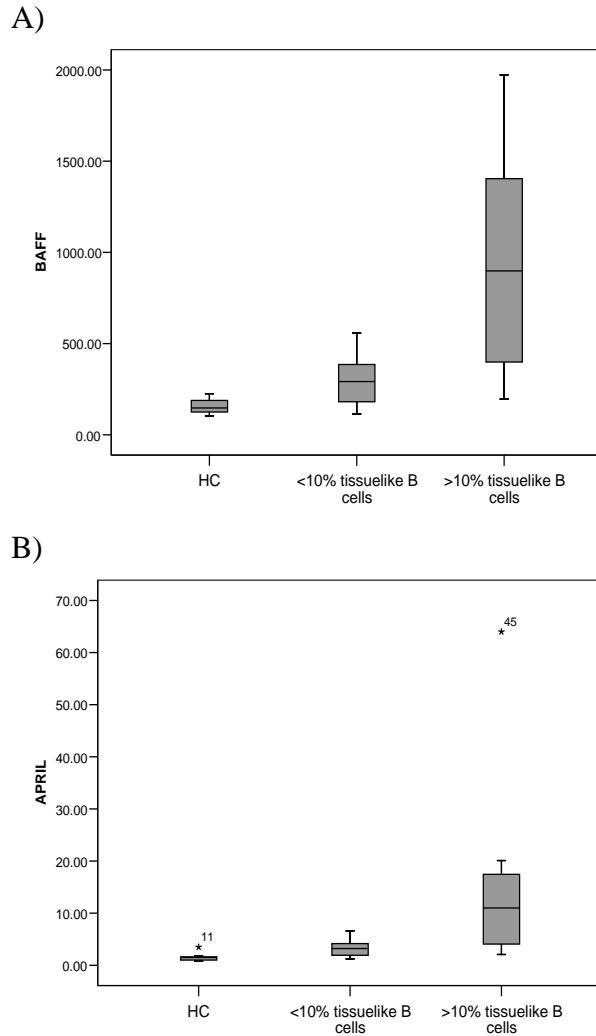 A)
2000.00
1500.00
1000.00
500.00
0.00
BAFF
HC
<10% tissuelike B
cells
>10% tissuelike B
cells
B)
70.00
60.00
50.00
40.00
30.00
20.00
10.00
0.00
APRIL
45
11
HC
<10% tissuelike B
cells
>10% tissuelike B
cells